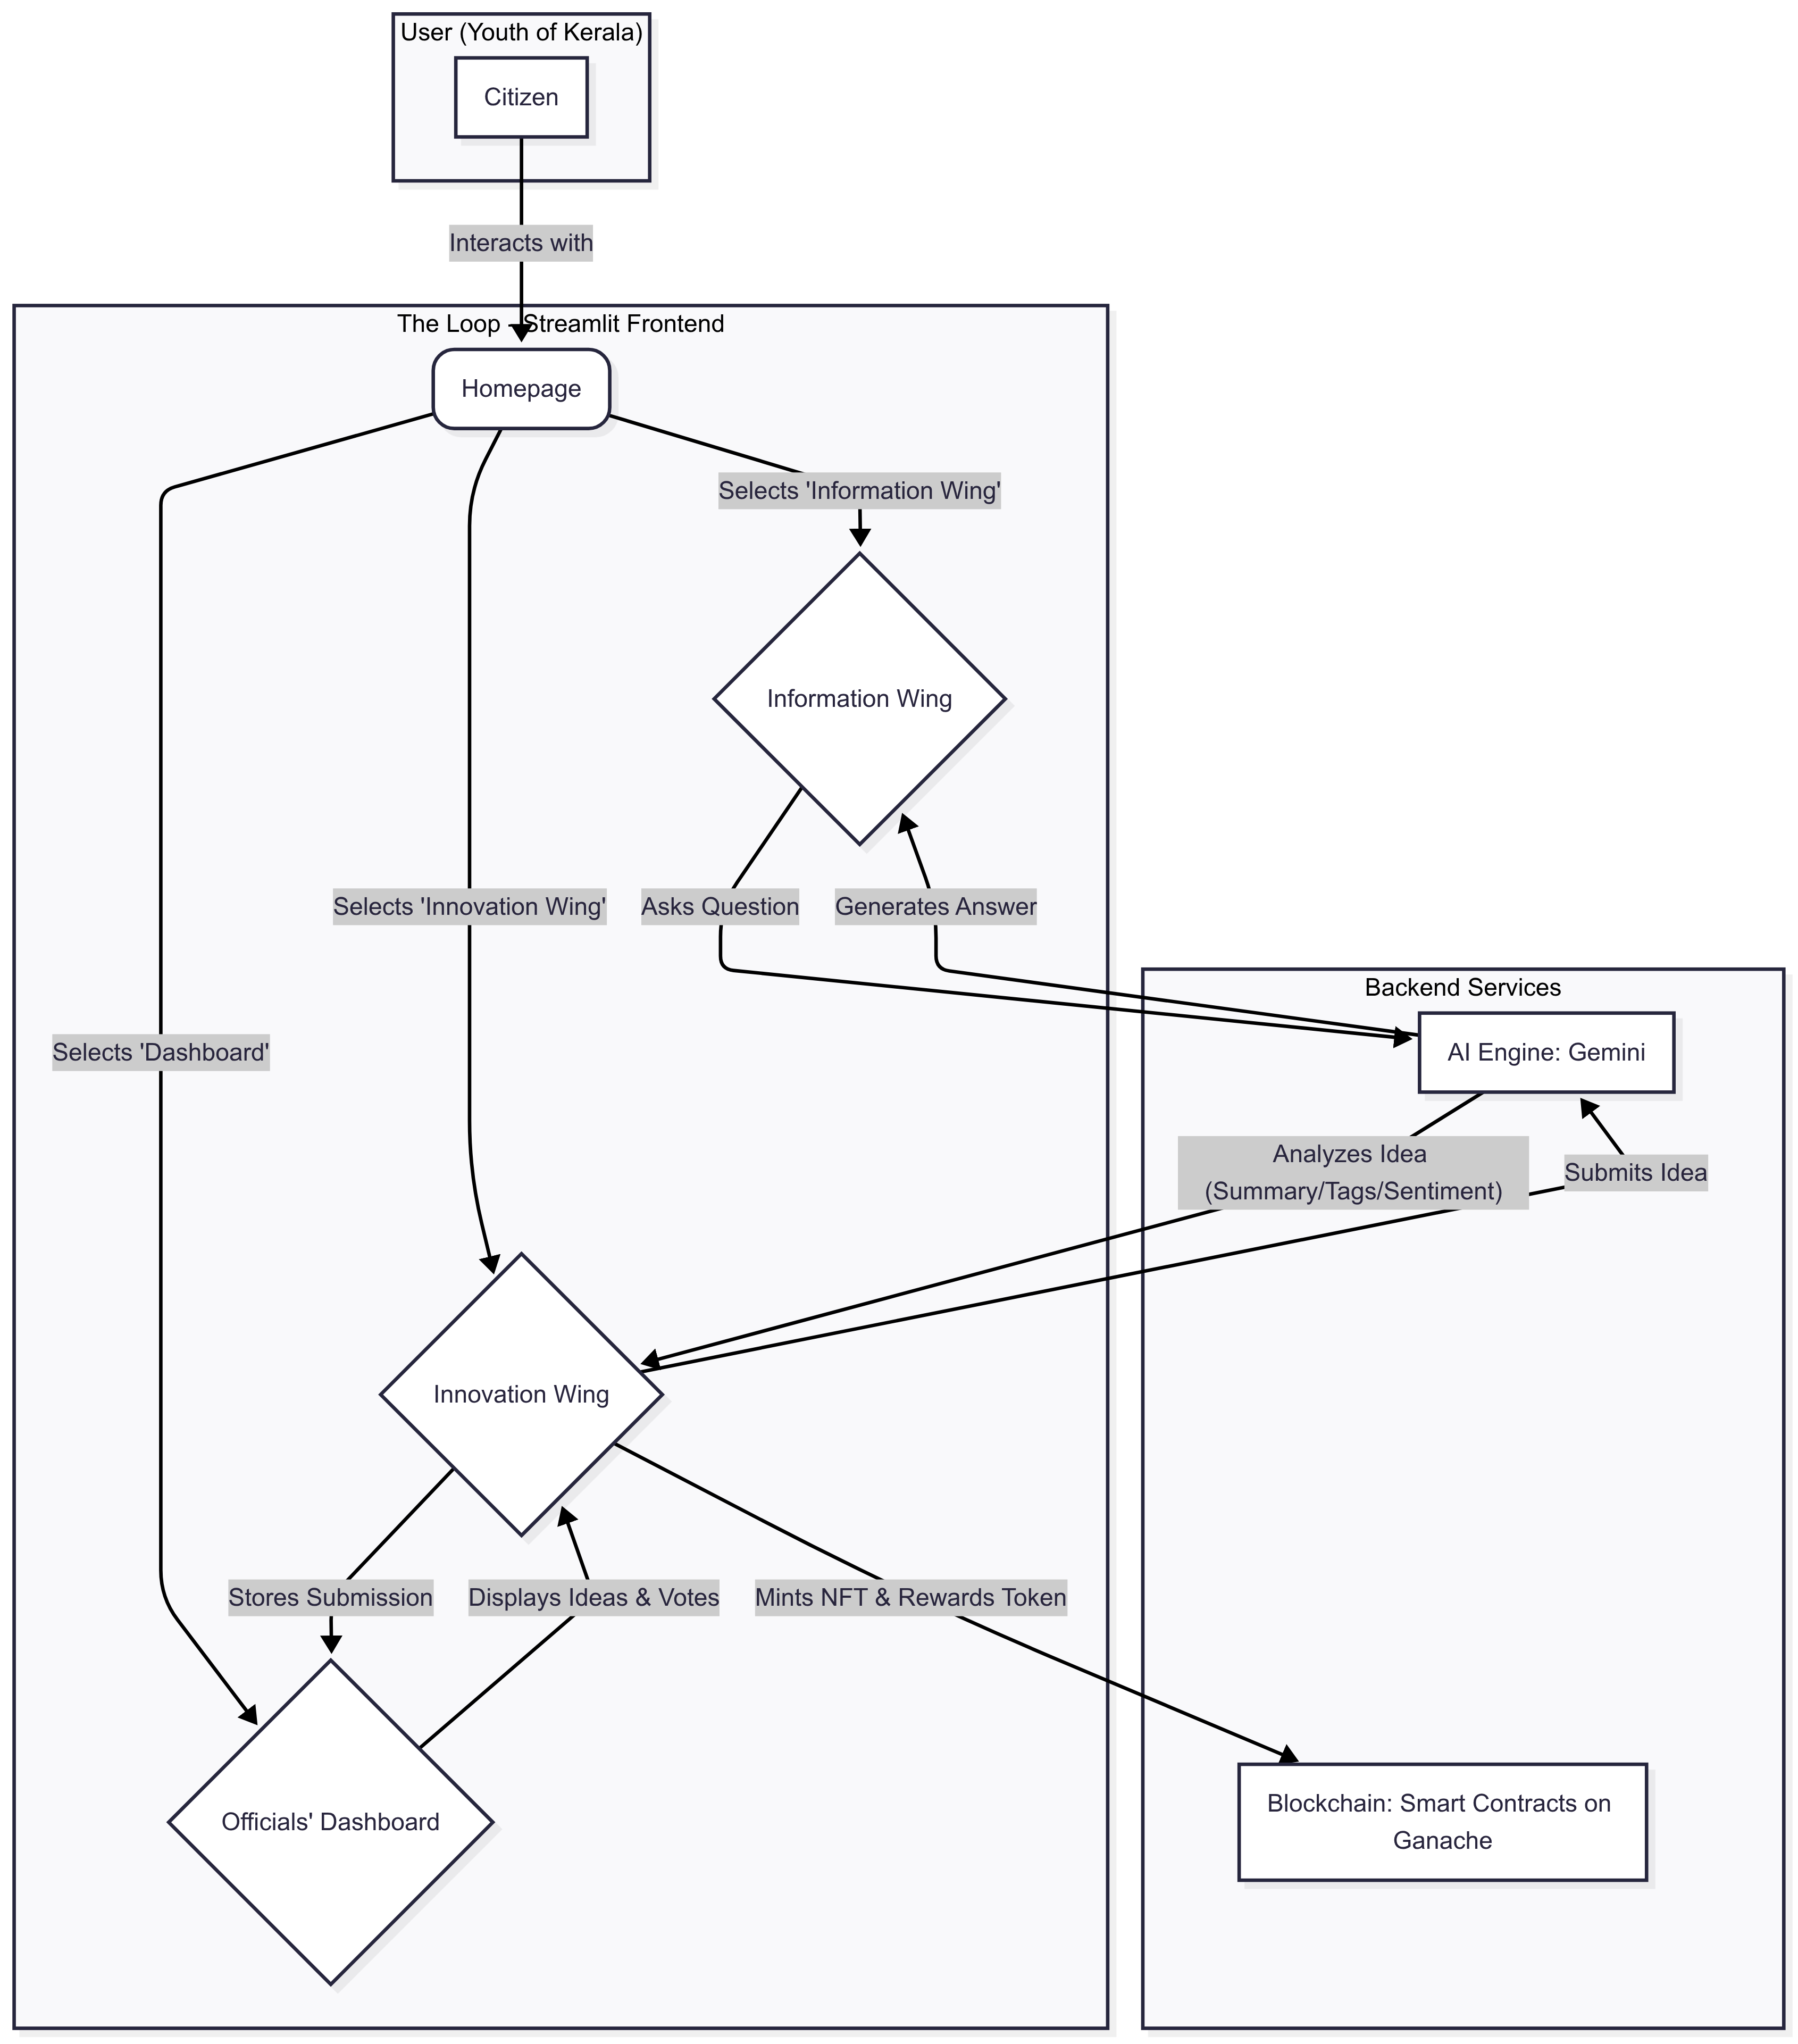 User (Youth of Kerala)
Citizen
Interacts with
The Loop - Streamlit Frontend
Homepage
Selects 'Information Wing'
Information Wing
Selects 'Innovation Wing'
Asks Question
Generates Answer
Backend Services
Selects 'Dashboard'
AI Engine: Gemini
Analyzes Idea
(Summary/Tags/Sentiment)
Submits Idea
Innovation Wing
Stores Submission
Displays Ideas & Votes
Mints NFT & Rewards Token
Officials' Dashboard
Blockchain: Smart Contracts on
Ganache